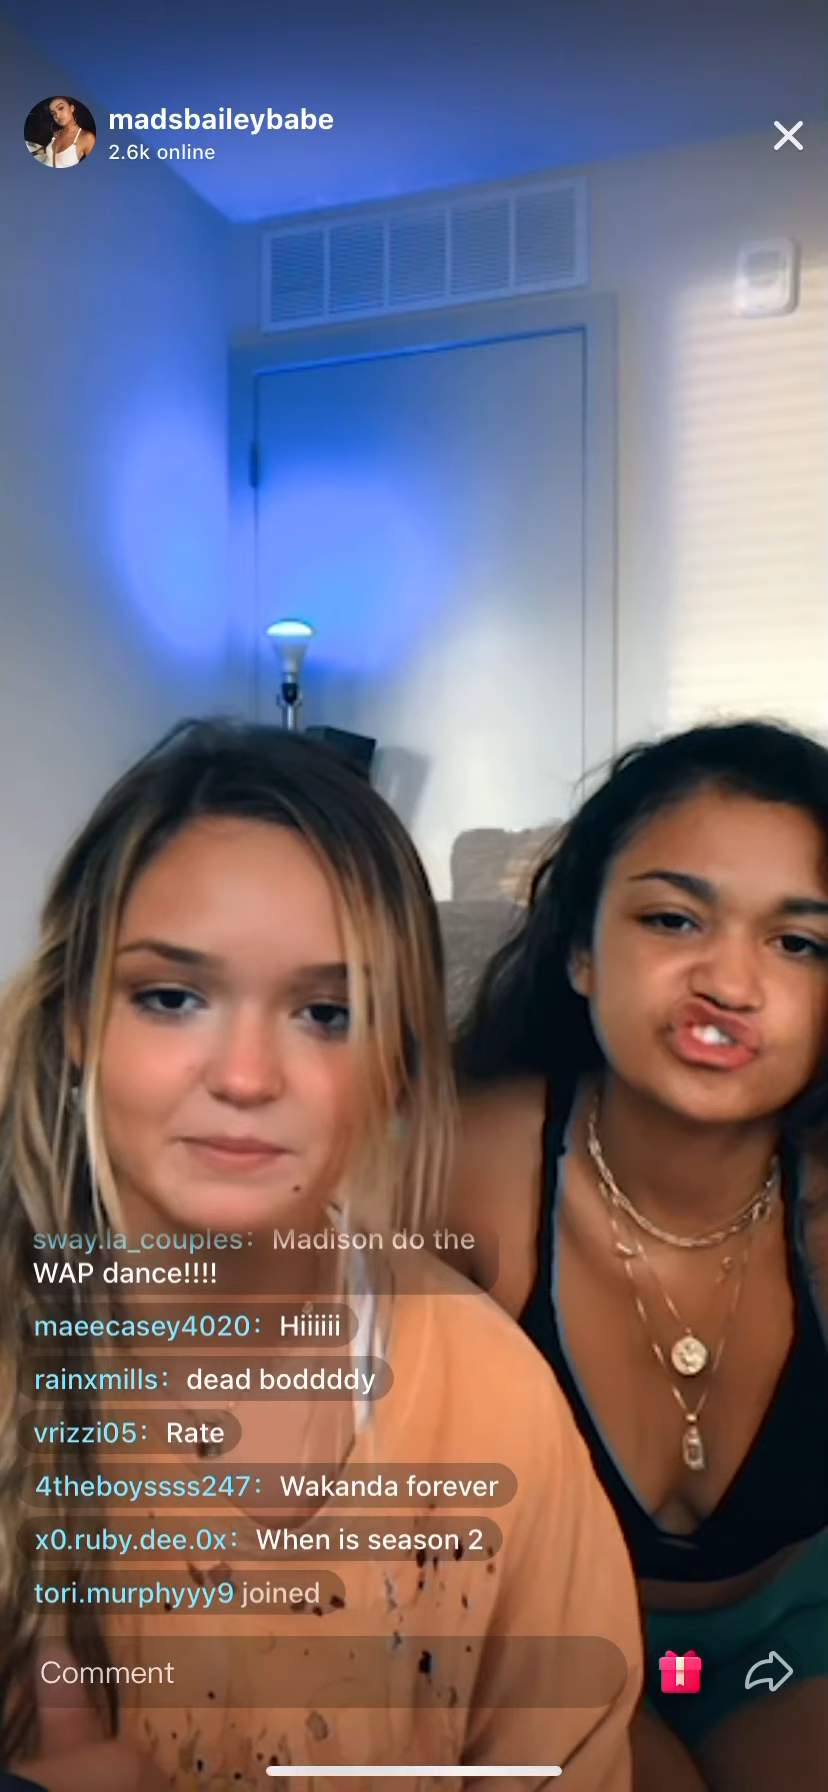 madsbaileybabe
2.6k online
sway.la_couples: Madison do the
WAP dance!!!!
maeecasey4020: Hiiiiii
rainxmills: dead boddddy
vrizzi05: Rate
4theboyssss247: Wakanda forever
x0.ruby.dee.0x: When is season 2
tori.murphyyy9 joined
Comment